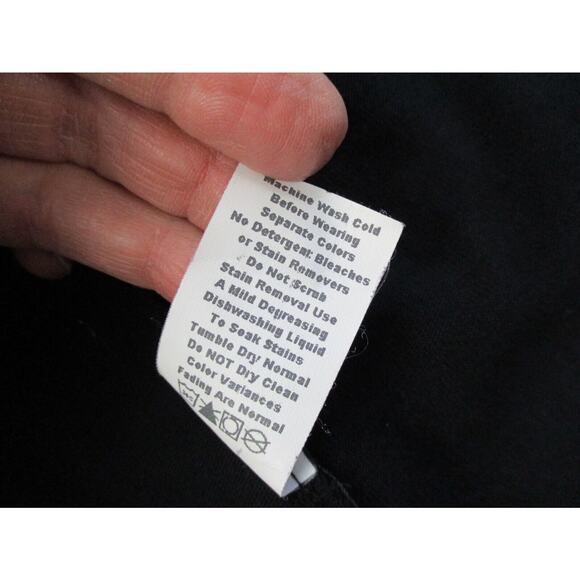 Machine Wash Cold
Before Wearing
Separate Colors
No Detergent: Bleaches
or Stain Removers
Do Not Scrub
Stain Removal Use
A Mild Degreasing
Dishwashing Liquid
To Soak Stains
Tumble Dry Normal
Do NOT Dry Clean
Color Variances
Fading Are Normal